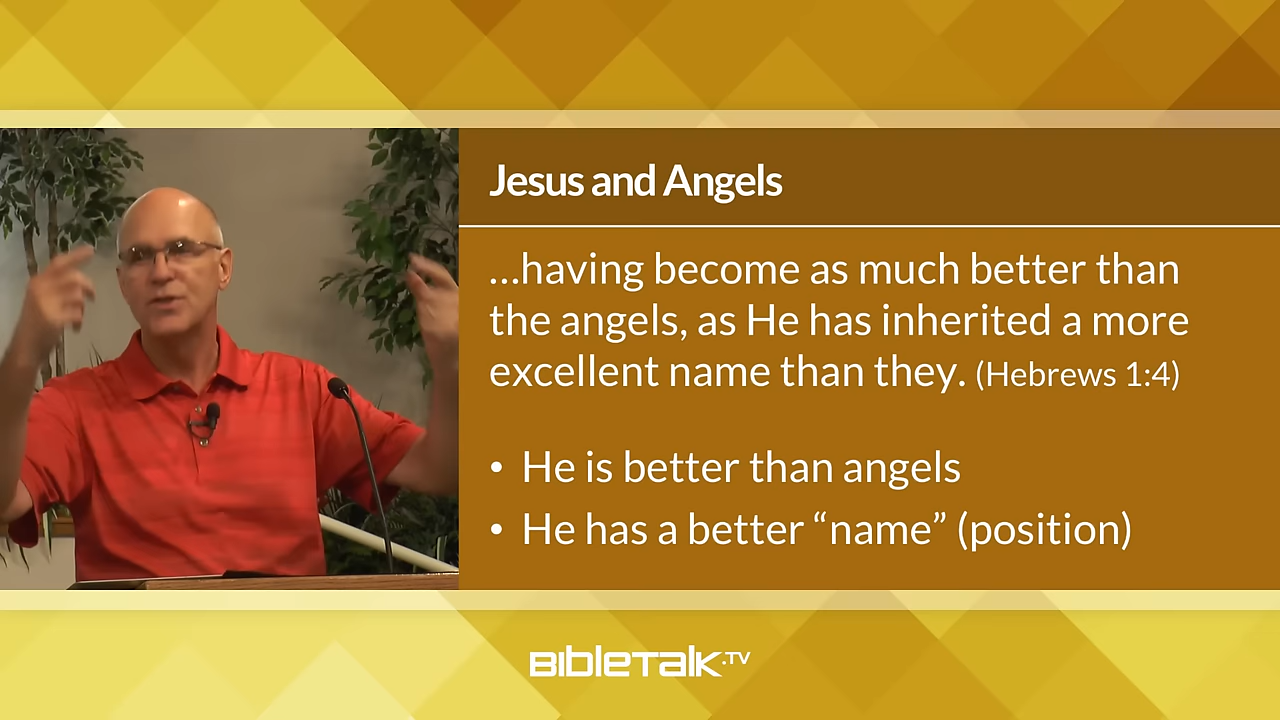 Jesus and Angels
...having become as much better than
the angels, as He has inherited a more
excellent name than they. (Hebrews 1:4)
• He is better than angels
• He has a better “name” (position)
BIBLETALK.TV